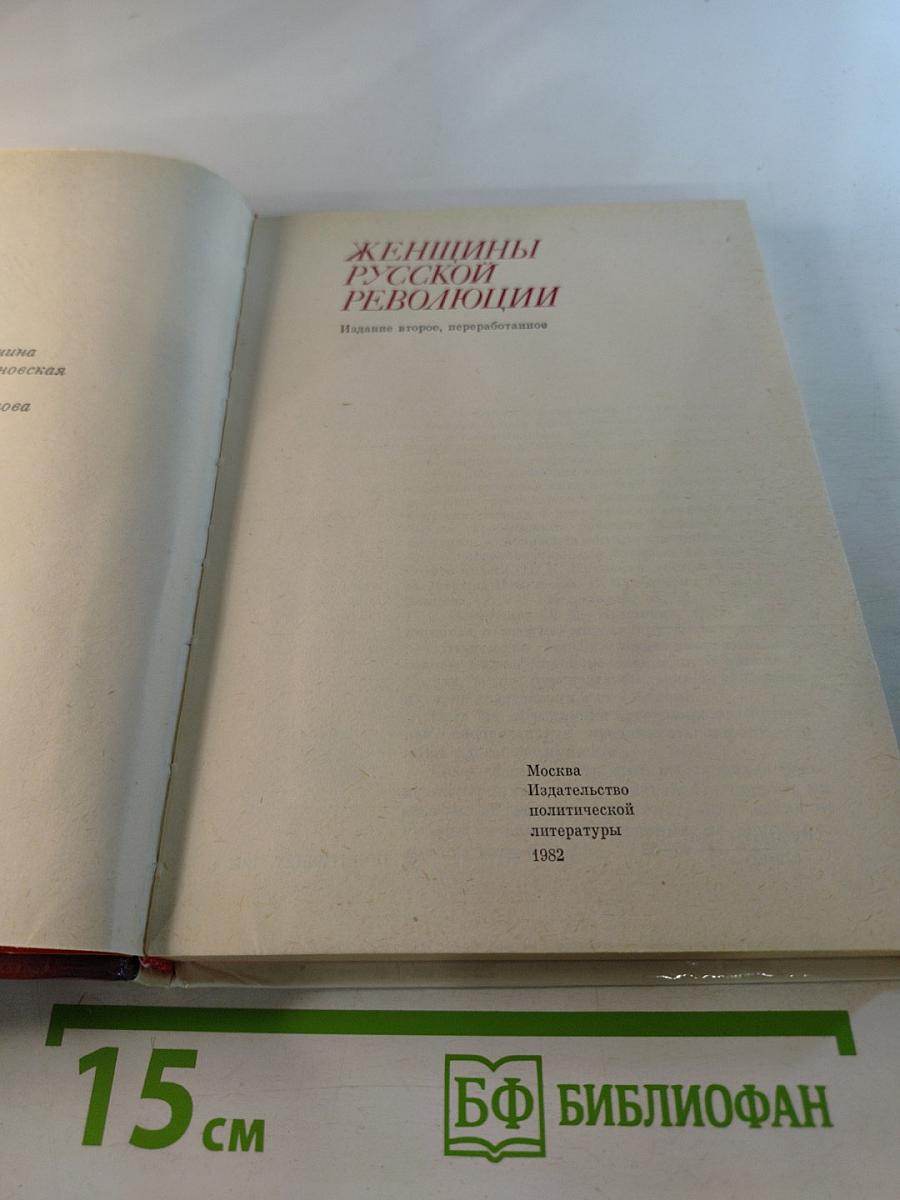 ЖЕНЩИНЫ
РУССКОЙ
РЕВОЛЮЦИИ
Издание второе, переработанное
Москва
Издательство
политической
литературы
1982
15 см
БФ БИБЛИОФАН